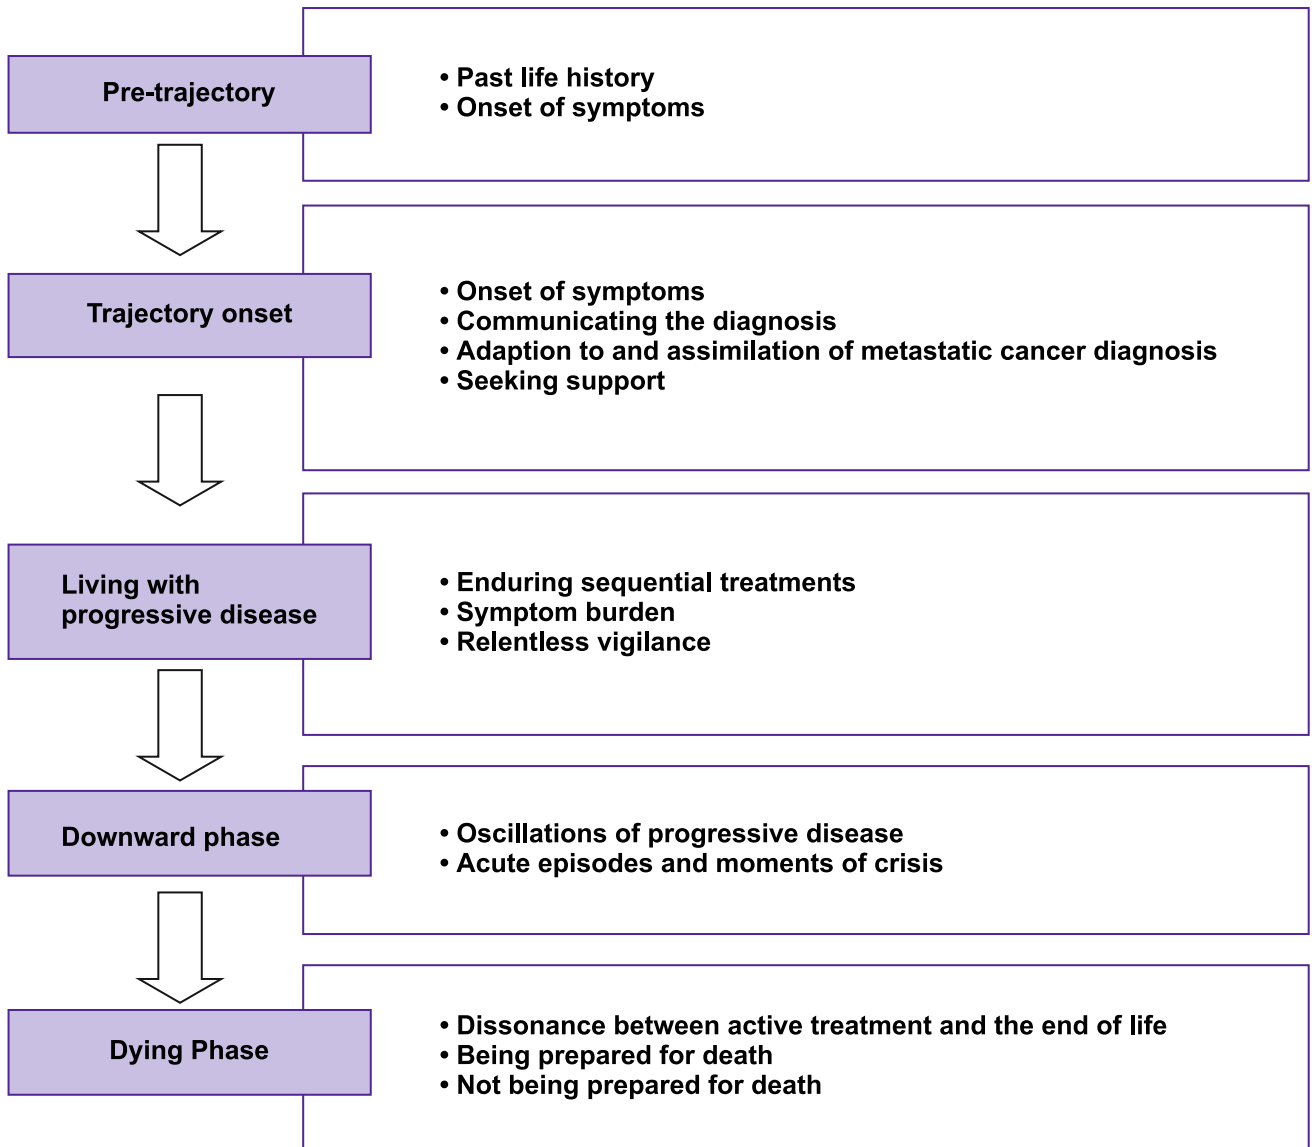 Pre-trajectory
• Past life history
• Onset of symptoms
Trajectory onset
• Onset of symptoms
• Communicating the diagnosis
• Adaption to and assimilation of metastatic cancer diagnosis
• Seeking support
Living with
progressive disease
• Enduring sequential treatments
• Symptom burden
• Relentless vigilance
Downward phase
• Oscillations of progressive disease
• Acute episodes and moments of crisis
Dying Phase
• Dissonance between active treatment and the end of life
• Being prepared for death
• Not being prepared for death